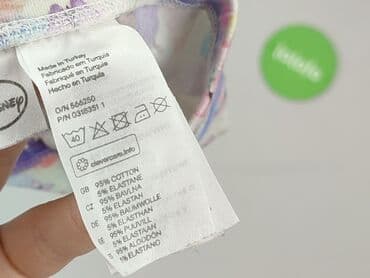 Made in Turkey
Fabricado em Turquia
Fabriqué en Turquie
Hecho en Turquía
O/N 566250
P/N 0316351 1
40
clevercare.info
GB 95% COTTON
5% ELASTANE
CZ 95% BAVLNA
5% ELASTAN
DE 95% BAUMWOLLE
5% ELASTHAN
EE 95% PUUVILL
5% ELASTAAN
ES 95% ALGODÓN
5% ELASTANO